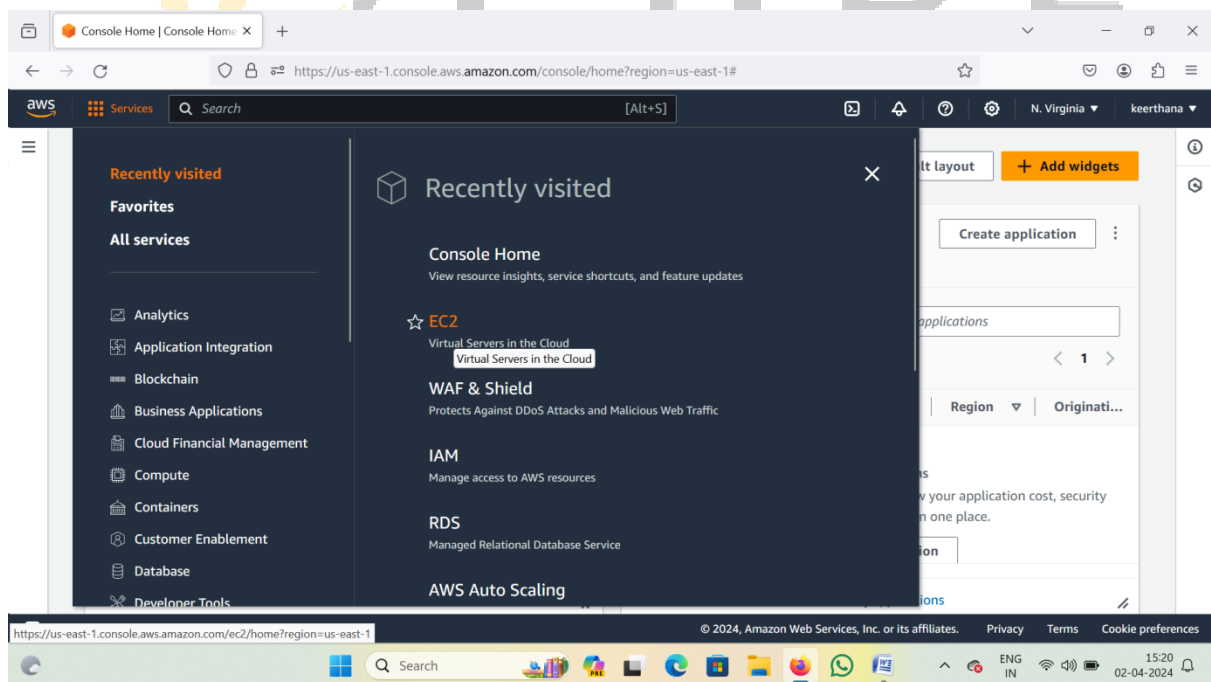 Console Home | Console Home
https://us-east-1.console.aws.amazon.com/console/home?region=us-east-1#
aws Services Search [Alt+S] N. Virginia keerthana
Recently visited
Favorites
All services
Analytics
Application Integration
Blockchain
Business Applications
Cloud Financial Management
Compute
Containers
Customer Enablement
Database
Developer Tools
Recently visited
Console Home
View resource insights, service shortcuts, and feature updates
EC2
Virtual Servers in the Cloud
Virtual Servers in the Cloud
WAF & Shield
Protects Against DDoS Attacks and Malicious Web Traffic
IAM
Manage access to AWS resources
RDS
Managed Relational Database Service
AWS Auto Scaling
lt layout + Add widgets
Create application
applications
1
Region Originati...
your application cost, security
one place.
ion
ions
https://us-east-1.console.aws.amazon.com/ec2/home?region=us-east-1
© 2024, Amazon Web Services, Inc. or its affiliates. Privacy Terms Cookie preferences
Search PRE ENG 15:20
IN 02-04-2024